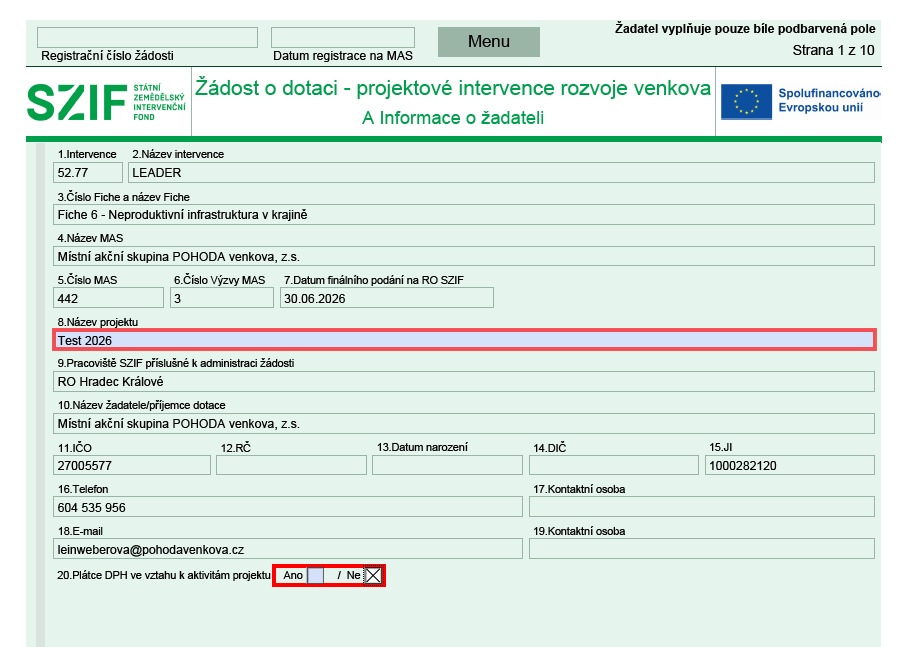 Žadatel vyplňuje pouze bíle podbarvená pole
Registrační číslo žádosti
Datum registrace na MAS
Menu
Strana 1 z 10
SZIF STÁTNÍ
ZEMĚDĚLSKÝ
INTERVENČNÍ
FOND
Žádost o dotaci - projektové intervence rozvoje venkova
A Informace o žadateli
Spolufinancováno
Evropskou unií
1.Intervence 2.Název intervence
52.77 LEADER
3.Číslo Fiche a název Fiche
Fiche 6 - Neproduktivní infrastruktura v krajině
4.Název MAS
Místní akční skupina POHODA venkova, z.s.
5.Číslo MAS 6.Číslo Výzvy MAS 7.Datum finálního podání na RO SZIF
442 3 30.06.2026
8.Název projektu
Test 2026
9.Pracoviště SZIF příslušné k administraci žádosti
RO Hradec Králové
10.Název žadatele/příjemce dotace
Místní akční skupina POHODA venkova, z.s.
11.IČO 12.RČ 13.Datum narození 14.DIČ 15.JI
27005577 1000282120
16.Telefon 17.Kontaktní osoba
604 535 956
18.E-mail 19.Kontaktní osoba
leinweberova@pohodavenkova.cz
20.Plátce DPH ve vztahu k aktivitám projektu Ano / Ne